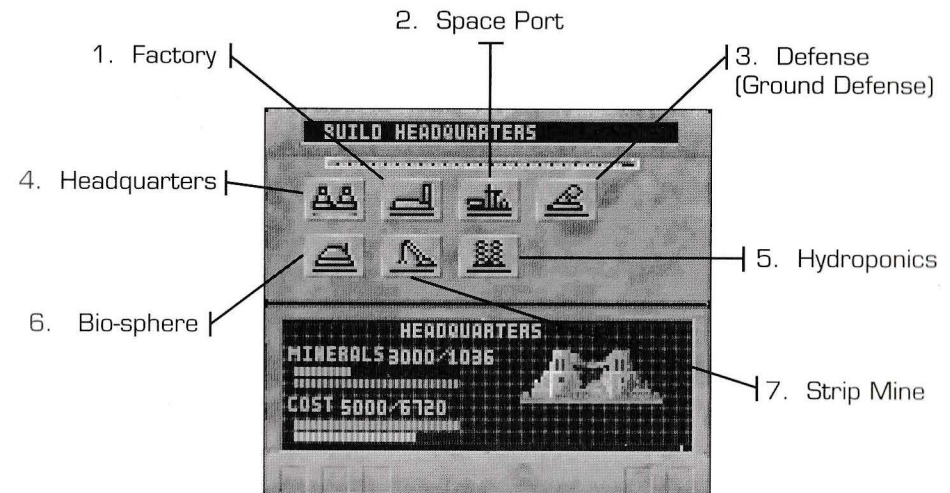 2. Space Port
1. Factory
3. Defense
(Ground Defense)
BUILD HEADQUARTERS
4. Headquarters
5. Hydroponics
6. Bio-sphere
HEADQUARTERS
MINERALS 3000/1036
COST 5000/6720
7. Strip Mine